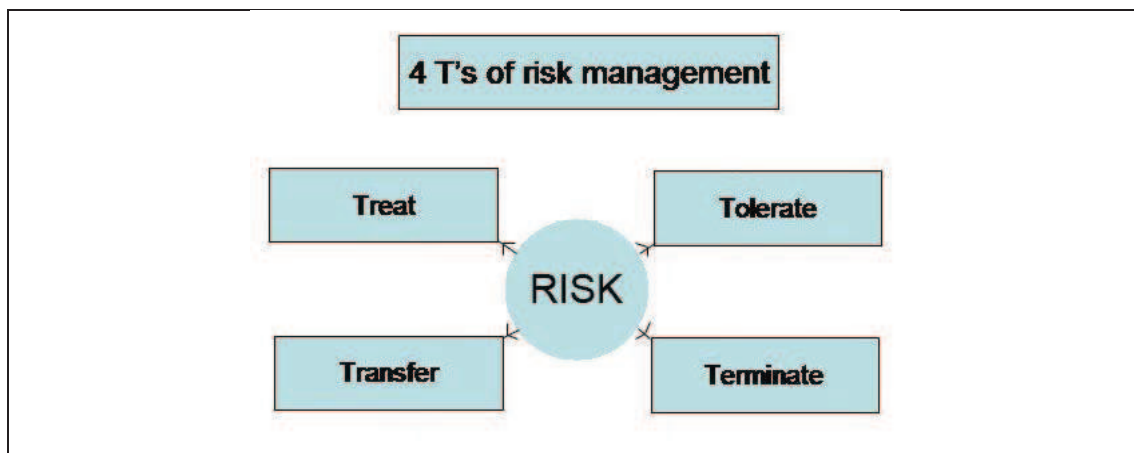 4 T's of risk management
Treat
Tolerate
RISK
Transfer
Terminate